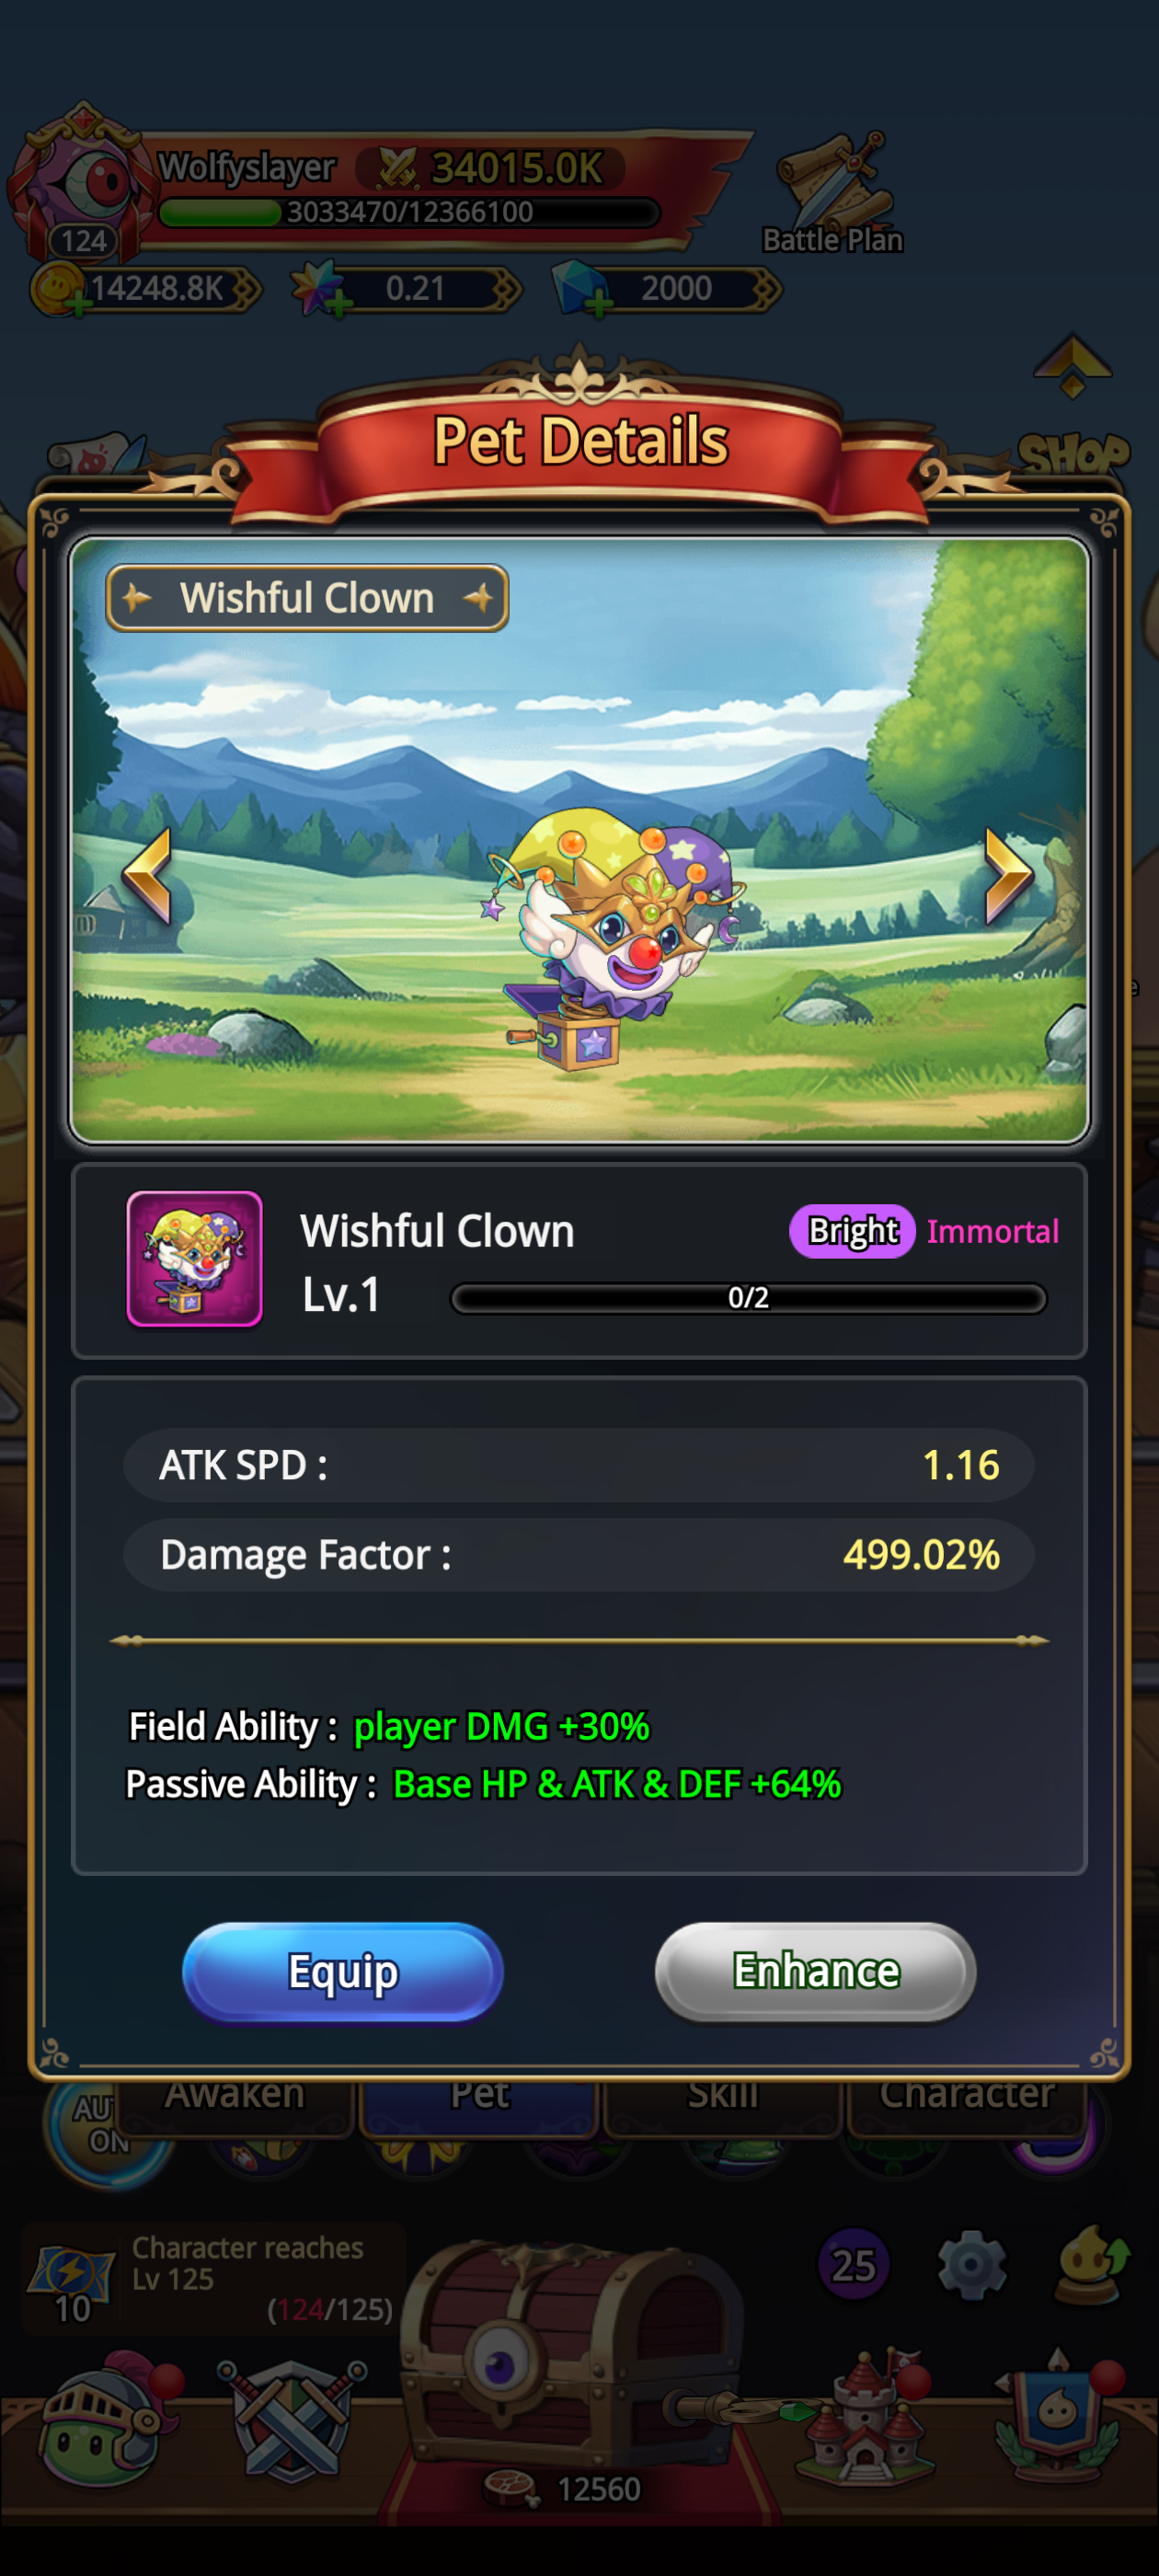 Wolfyslayer 34015.0K
3033470/12366100
124
Battle Plan
14248.8K 0.21 2000
Pet Details
SHOP
Wishful Clown
Wishful Clown Bright Immortal
Lv.1 0/2
ATK SPD : 1.16
Damage Factor : 499.02%
Field Ability : player DMG +30%
Passive Ability : Base HP & ATK & DEF +64%
Equip Enhance
Awaken Pet Skill Character
ON
Character reaches
Lv 125
10 (124/125)
25
12560